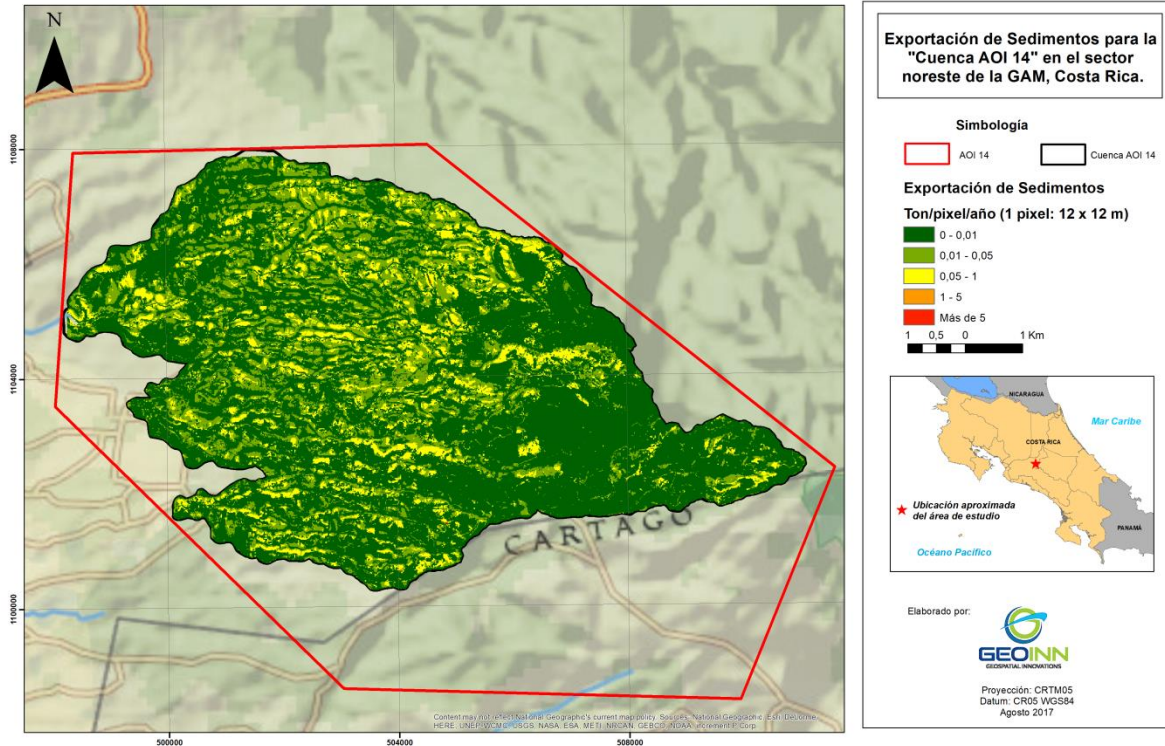 N
1108000
1104000
1100000
500000
504000
508000
CARTAGO
Content may not reflect National Geographic's current map policy. Sources: National Geographic, Esri, DeLorme,
HERE, UNEP-WCMC, USGS, NASA, ESA, METI, NRCAN, GEBCO, NOAA, increment P Corp.
Exportación de Sedimentos para la
"Cuenca AOI 14" en el sector
noreste de la GAM, Costa Rica.
Simbología
AOI 14
Cuenca AOI 14
Exportación de Sedimentos
Ton/pixel/año (1 pixel: 12 x 12 m)
0 - 0,01
0,01 - 0,05
0,05 - 1
1 - 5
Más de 5
1 0,5 0 1 Km
NICARAGUA
Mar Caribe
COSTA RICA
Ubicación aproximada
del área de estudio
PANAMÁ
Océano Pacífico
Elaborado por:
GEOINN
GEOSPATIAL INNOVATIONS
Proyección: CRTM05
Datum: CR05 WGS84
Agosto 2017